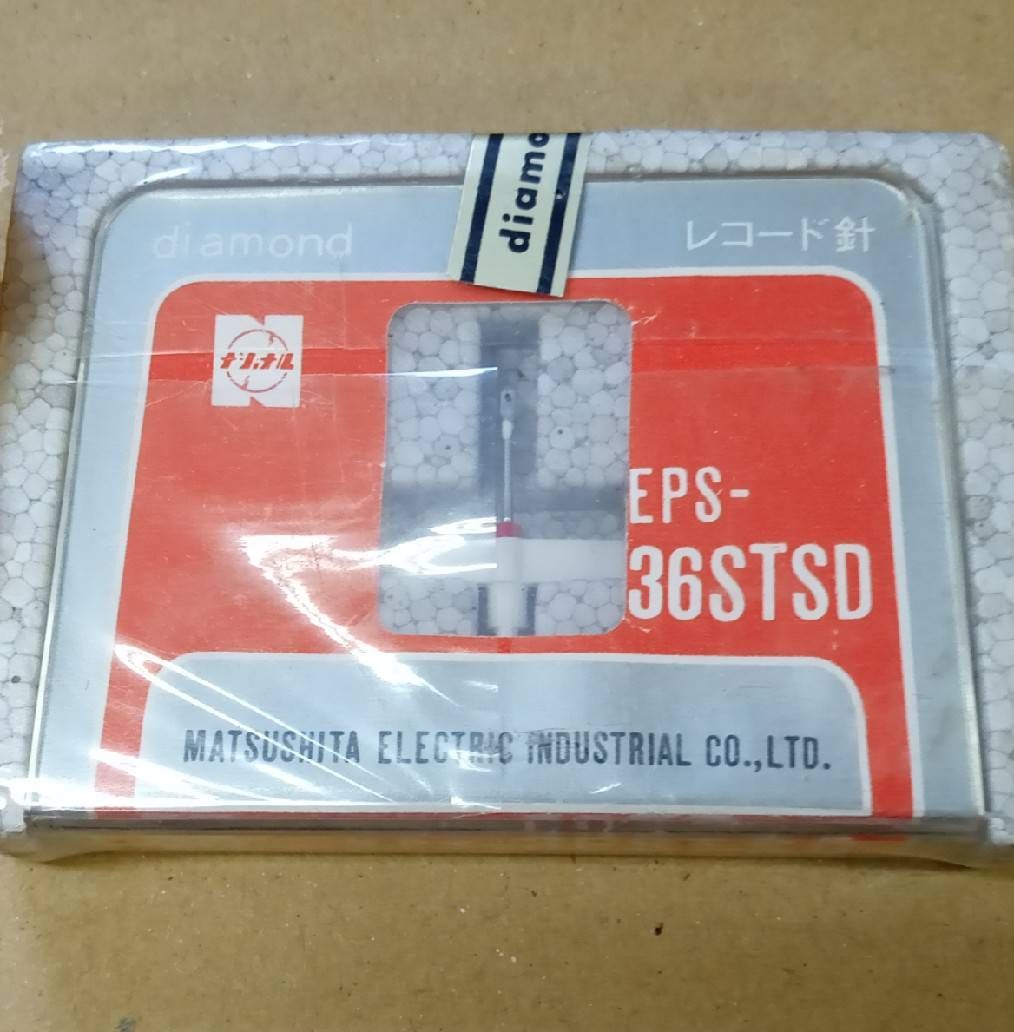 diamo
diamond
レコード針
ナショナル
EPS-
36STSD
MATSUSHITA ELECTRIC INDUSTRIAL CO.,LTD.